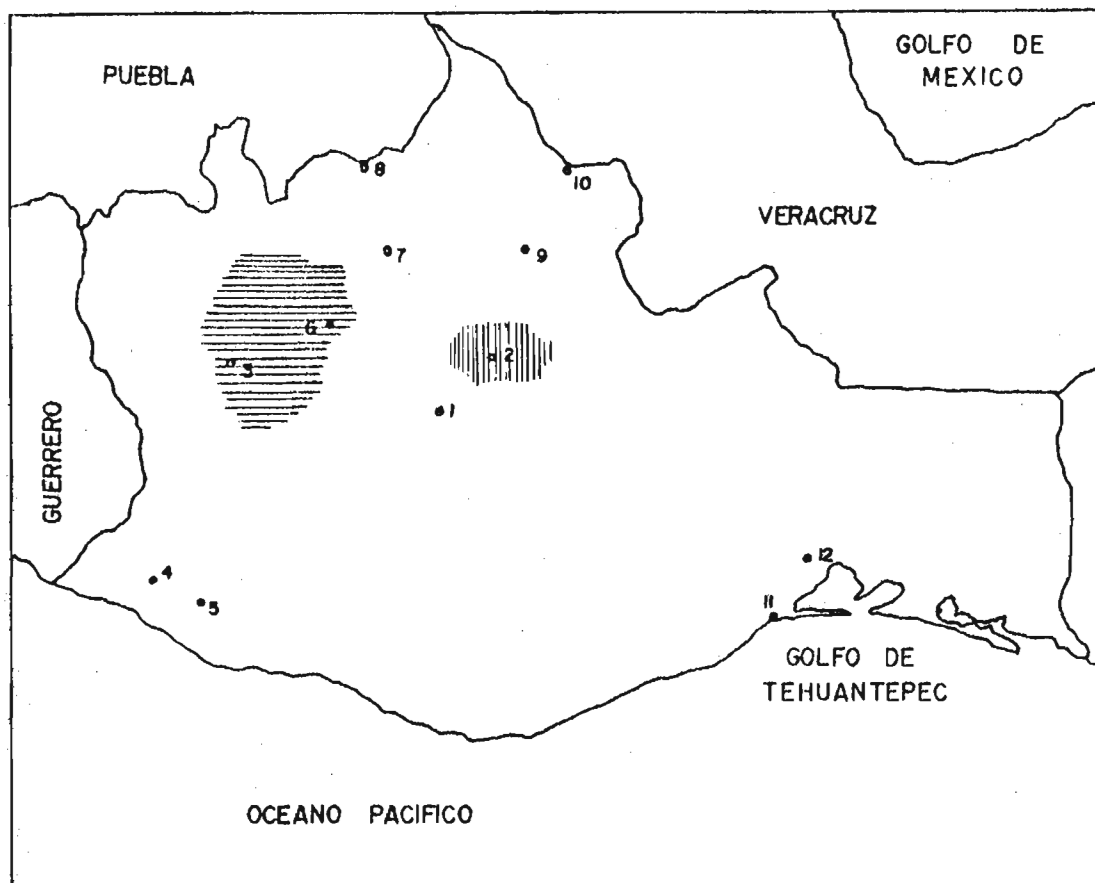 GOLFO DE
MEXICO
PUEBLA
8
10
VERACRUZ
7
9
6
2
3
1
GUERRERO
12
4
5
11
GOLFO DE
TEHUANTEPEC
OCEANO PACIFICO